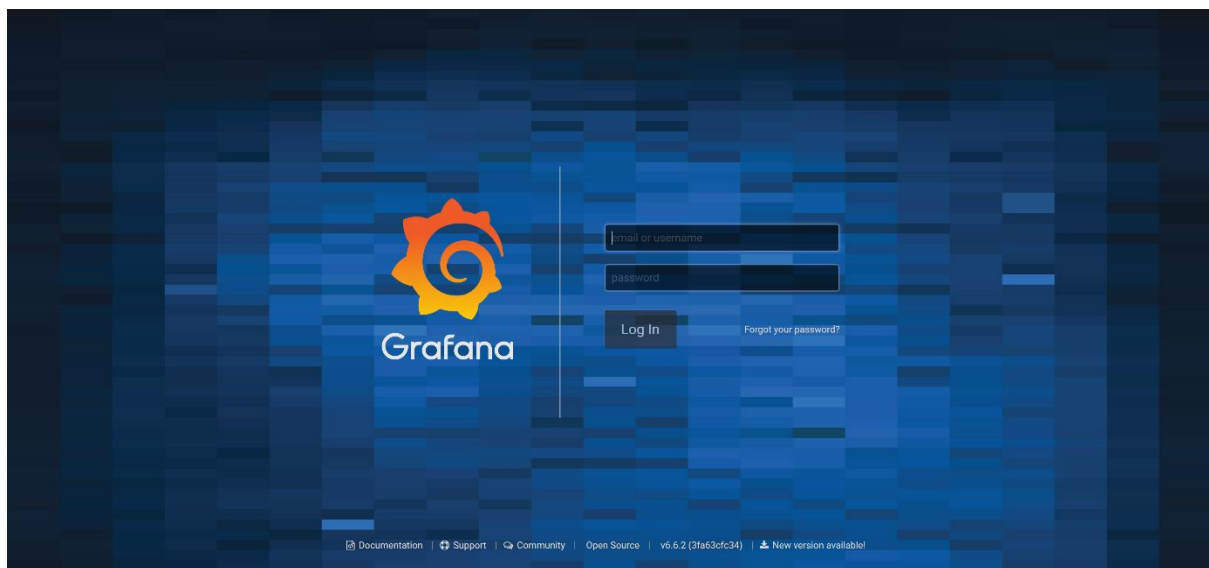 Grafana
email or username
password
Log In
Forgot your password?
Documentation | Support | Community | Open Source | v6.6.2 (3fa63cfc34) | New version available!